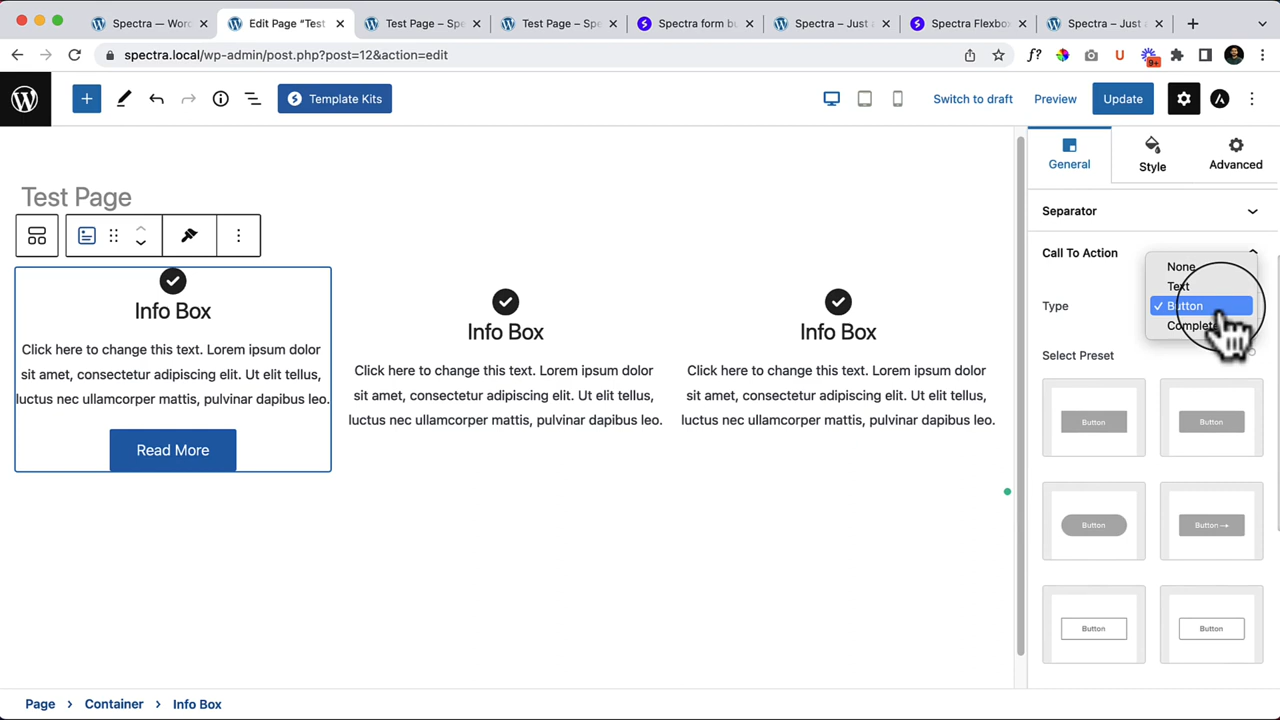 Spectra — Wor
Edit Page “Test
Test Page – Spe
Test Page – Spe
Spectra form bu
Spectra – Just a
Spectra Flexbo
Spectra – Just a
spectra.local/wp-admin/post.php?post=12&action=edit
f?
U
9+
Template Kits
Switch to draft
Preview
Update
General
Style
Advanced
Test Page
Separator
Call To Action
None
Text
Type
Button
Complete
Select Preset
Info Box
Click here to change this text. Lorem ipsum dolor
sit amet, consectetur adipiscing elit. Ut elit tellus,
luctus nec ullamcorper mattis, pulvinar dapibus leo.
Read More
Info Box
Click here to change this text. Lorem ipsum dolor
sit amet, consectetur adipiscing elit. Ut elit tellus,
luctus nec ullamcorper mattis, pulvinar dapibus leo.
Info Box
Click here to change this text. Lorem ipsum dolor
sit amet, consectetur adipiscing elit. Ut elit tellus,
luctus nec ullamcorper mattis, pulvinar dapibus leo.
Button
Button
Button
Button →
Button
Button
Page > Container > Info Box